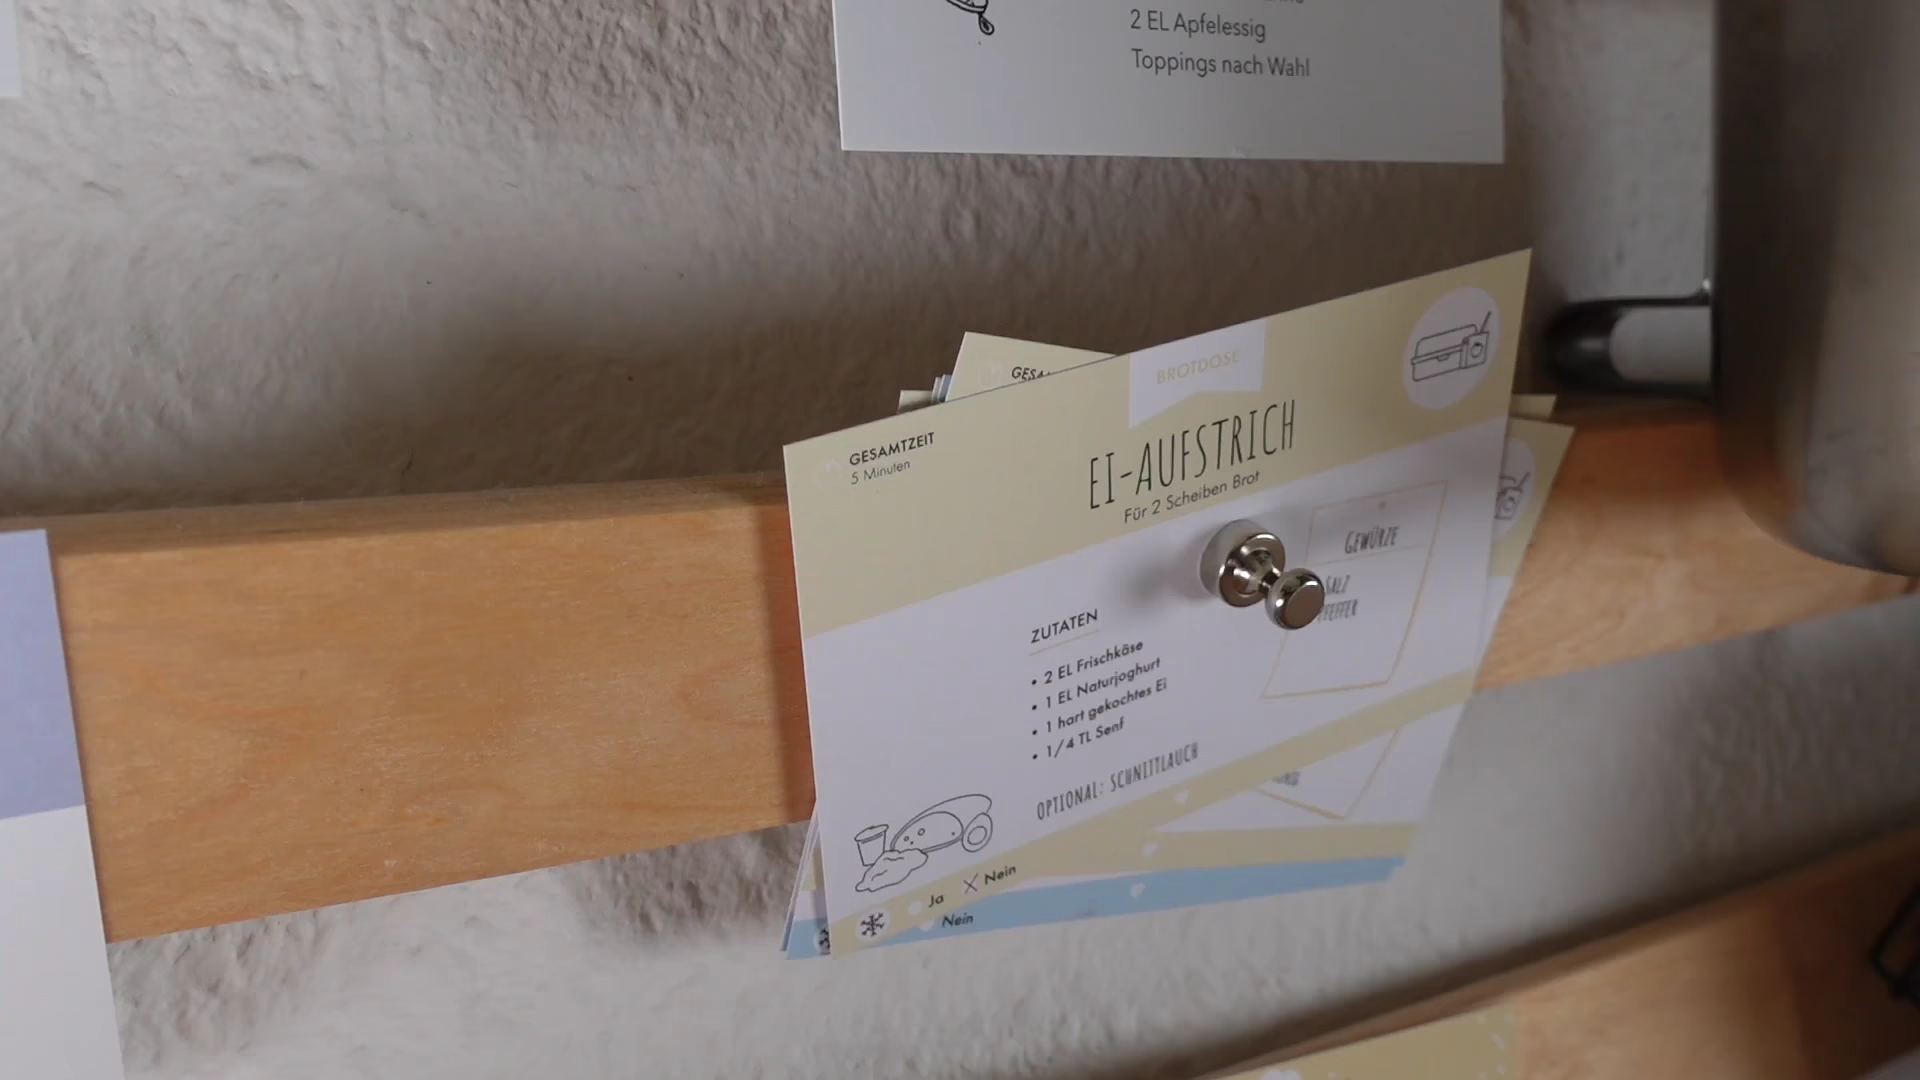 2 EL Apfelessig
Toppings nach Wahl
BROTDOSE
GESAMTZEIT
5 Minuten
EI-AUFSTRICH
Für 2 Scheiben Brot
GEWÜRZE
SALZ
PFEFFER
ZUTATEN
• 2 EL Frischkäse
• 1 EL Naturjoghurt
• 1 hart gekochtes Ei
• 1/4 TL Senf
OPTIONAL: SCHNITTLAUCH
Ja Nein
Nein